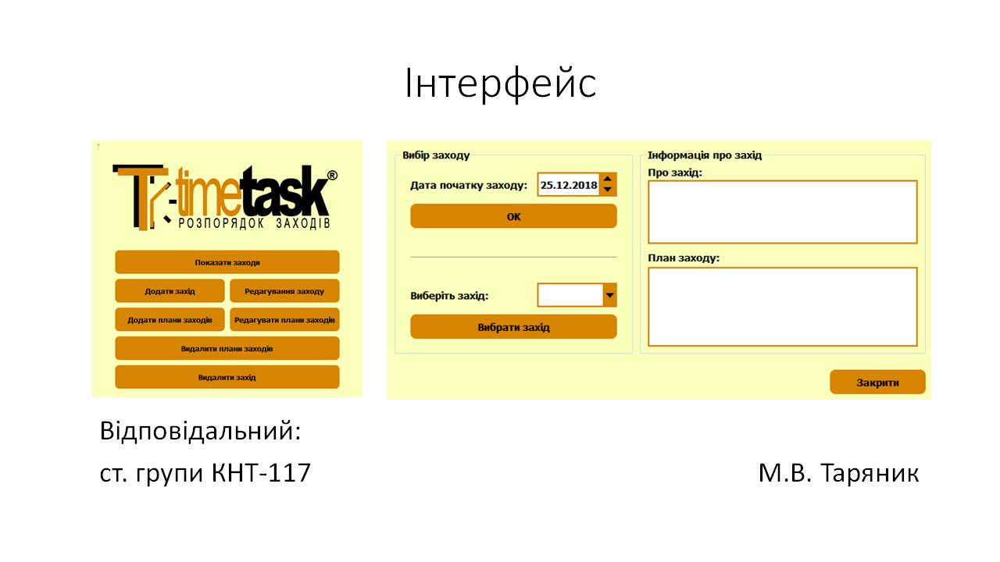 Інтерфейс
?
timetask®
РОЗПОРЯДОК ЗАХОДІВ
Показати заходи
Додати захід
Редагування заходу
Додати плани заходів
Редагувати плани заходів
Видалити плани заходів
Видалити захід
Вибір заходу
Дата початку заходу: 25.12.2018
ОК
Виберіть захід:
Вибрати захід
Інформація про захід
Про захід:
План заходу:
Закрити
Відповідальний:
ст. групи КНТ-117 М.В. Таряник